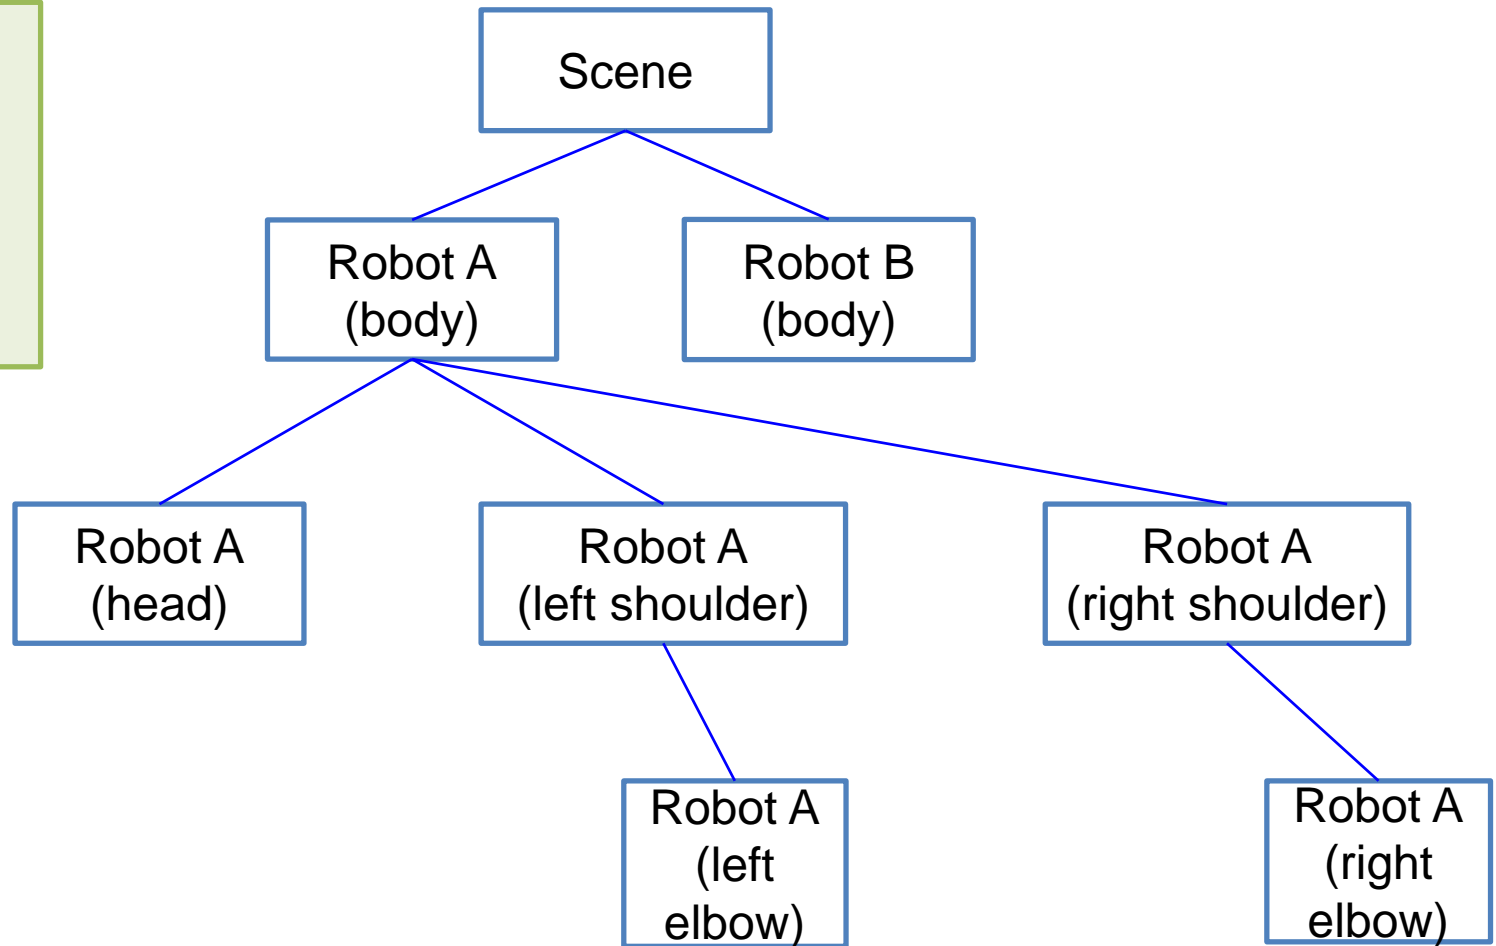 Scene
Robot A
(body)
Robot B
(body)
Robot A
(head)
Robot A
(left shoulder)
Robot A
(right shoulder)
Robot A
(left
elbow)
Robot A
(right
elbow)